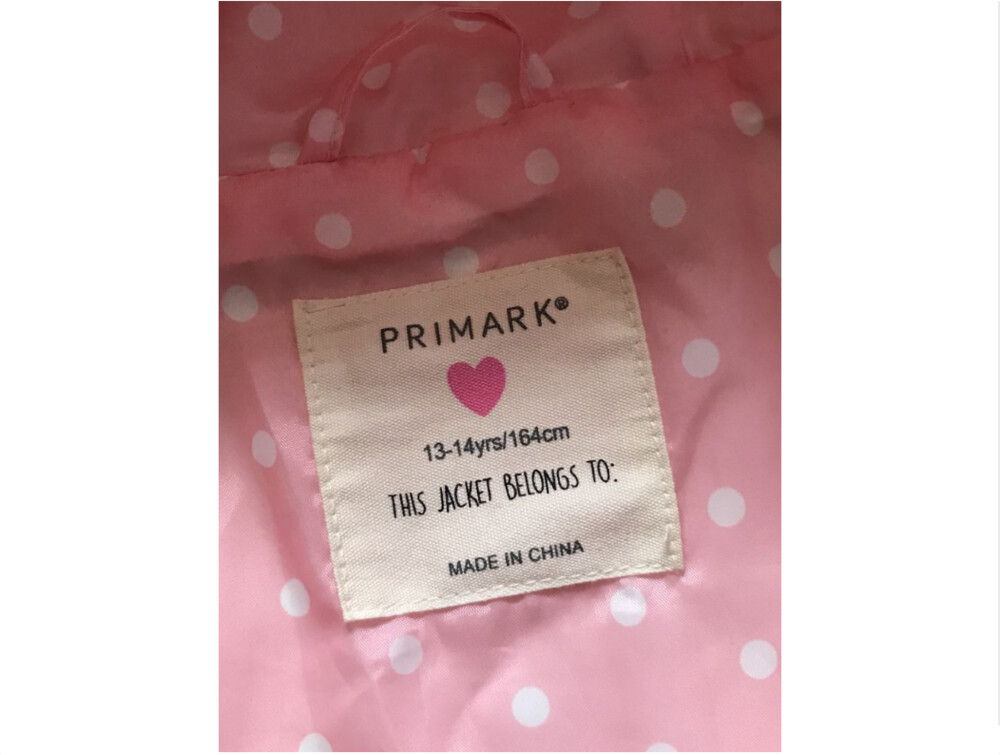 PRIMARK®
13-14yrs/164cm
THIS JACKET BELONGS TO:
MADE IN CHINA